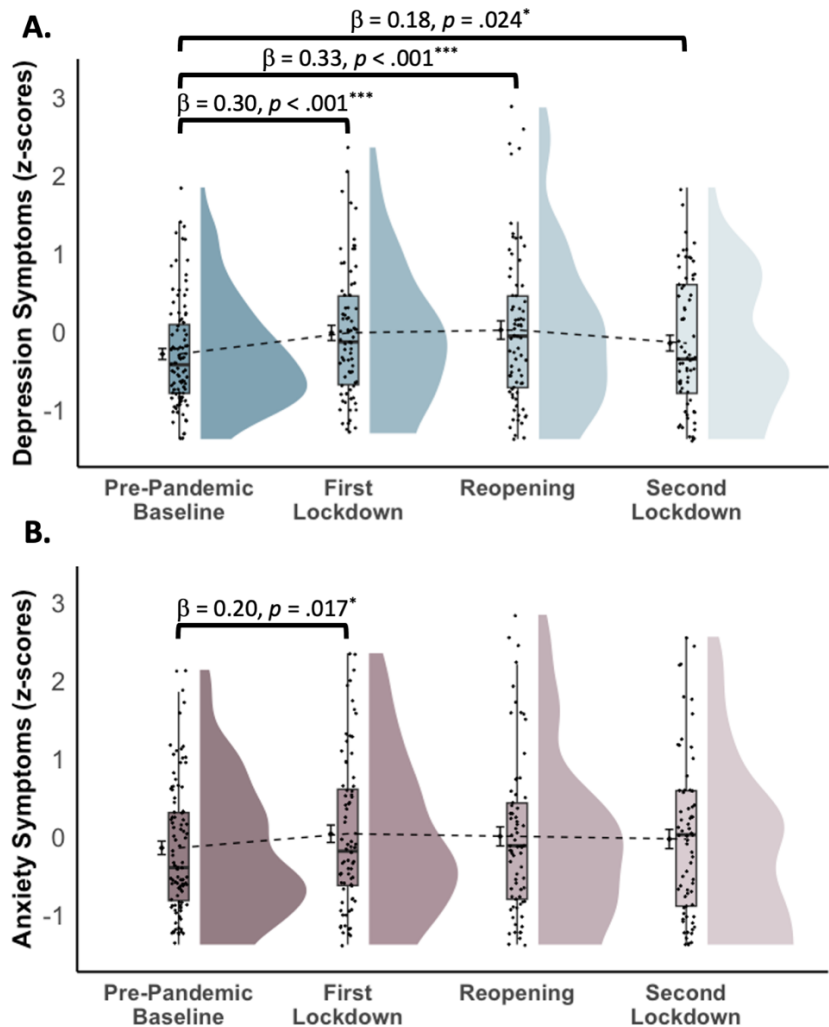 A.
β = 0.18, p = .024*
β = 0.33, p < .001***
β = 0.30, p < .001***
Depression Symptoms (z-scores)
3
2
1
0
-1
Pre-Pandemic
Baseline
First
Lockdown
Reopening
Second
Lockdown
B.
β = 0.20, p = .017*
Anxiety Symptoms (z-scores)
3
2
1
0
-1
Pre-Pandemic
Baseline
First
Lockdown
Reopening
Second
Lockdown